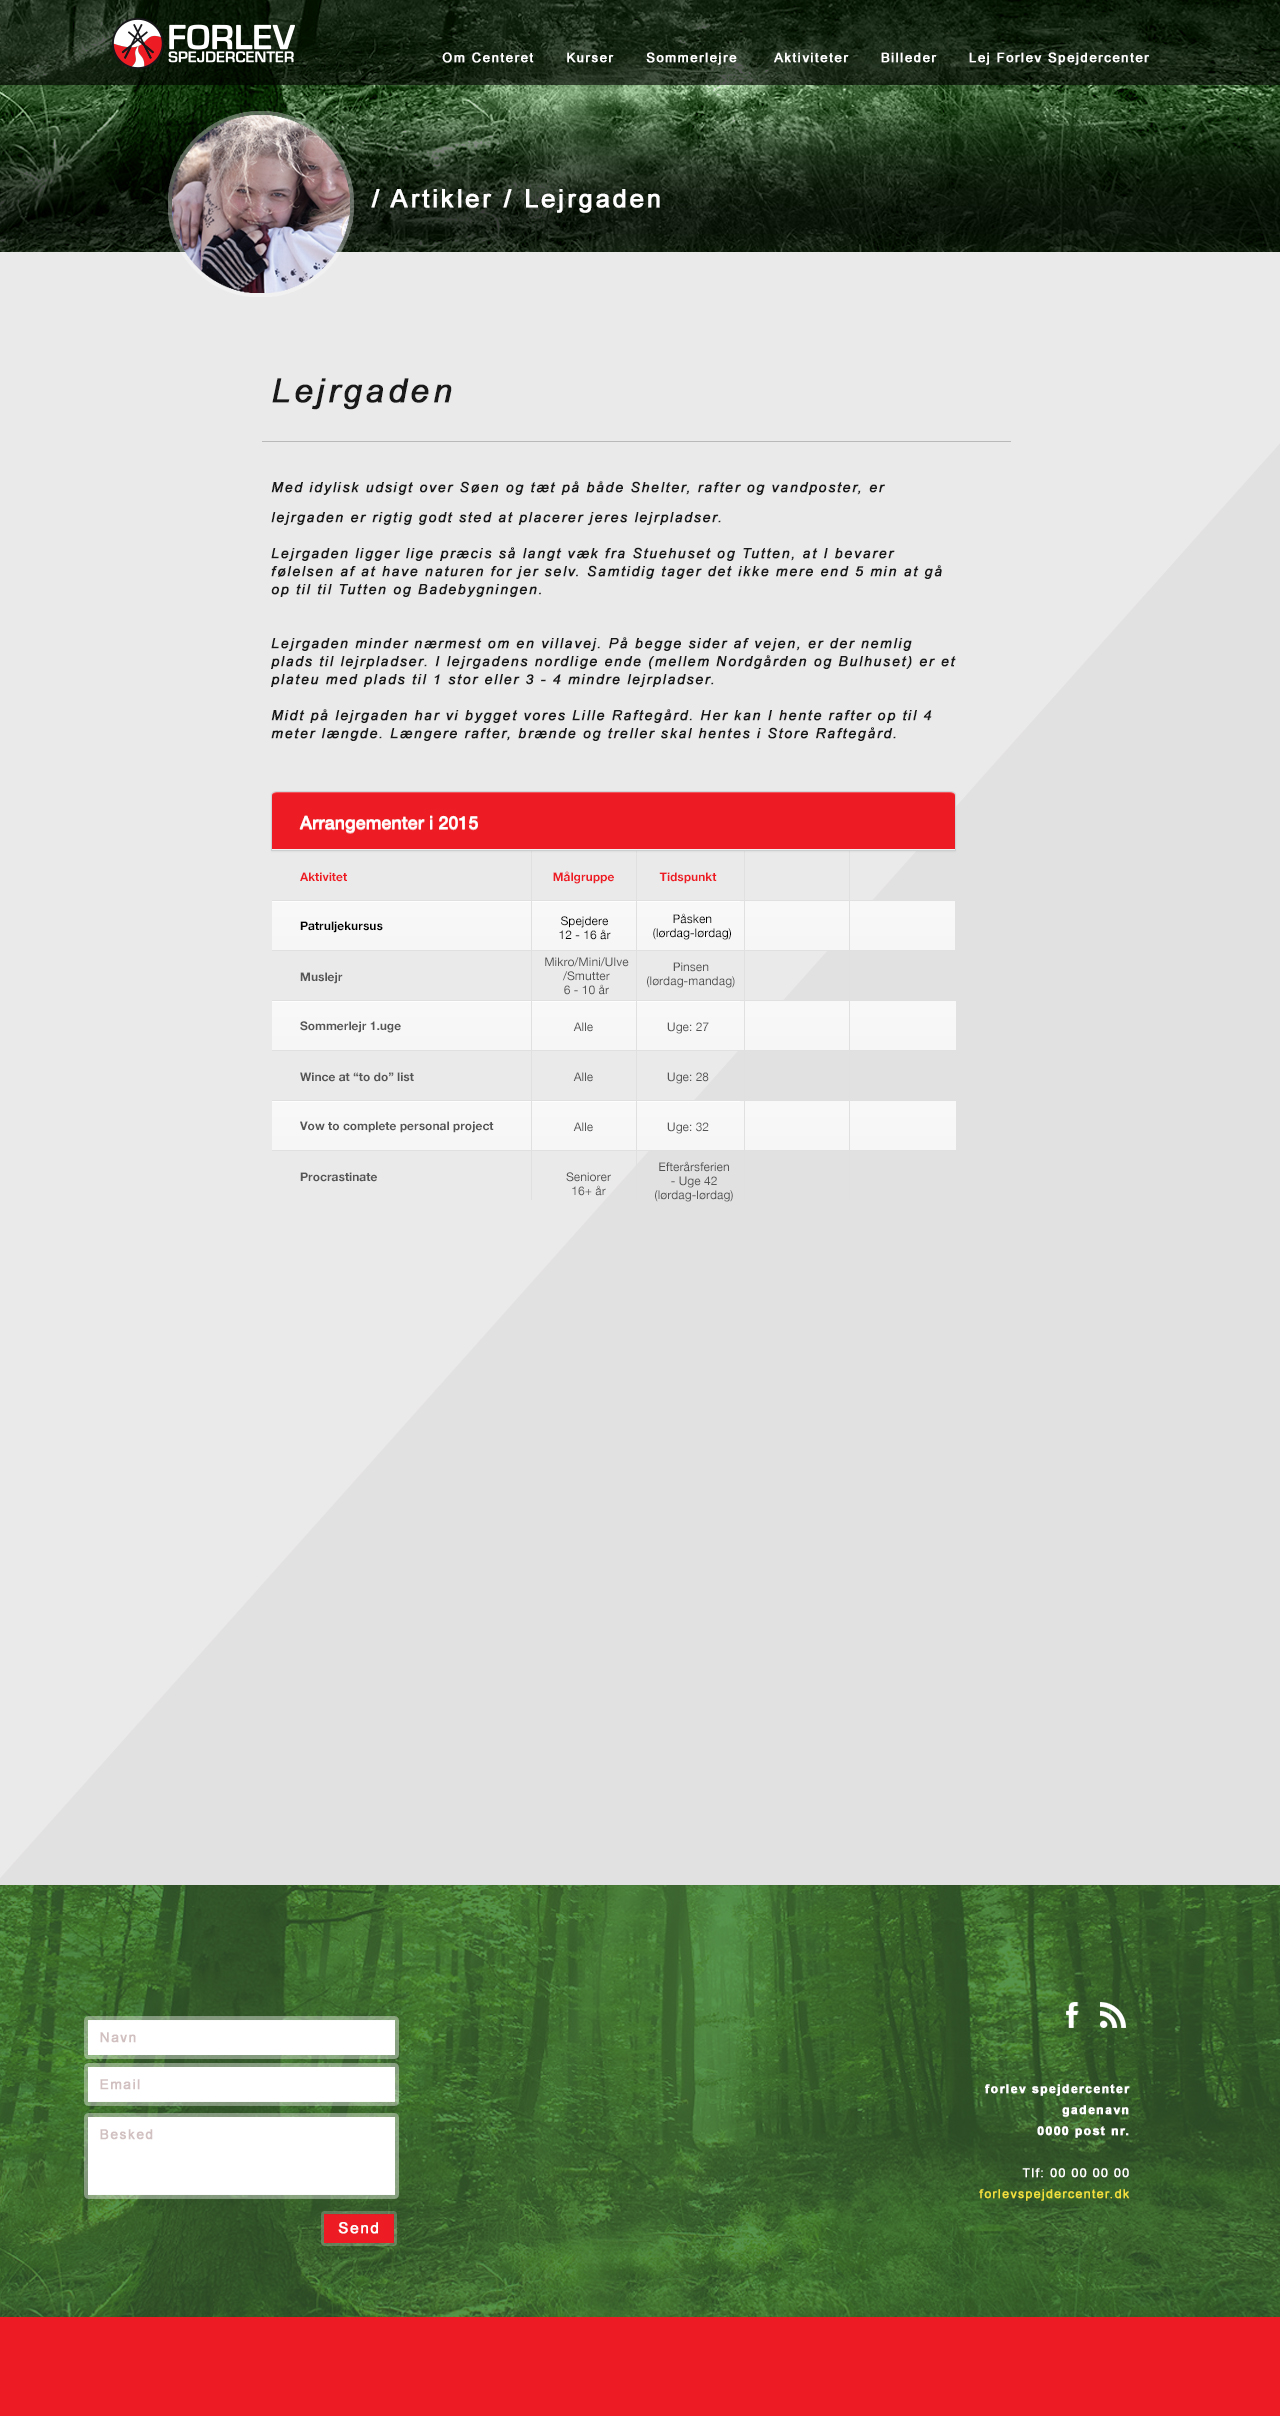 FORLEV
SPEJDERCENTER
Om Centeret Kurser Sommerlejre Aktiviteter Billeder Lej Forlev Spejdercenter
/ Artikler / Lejrgaden
Lejrgaden
Med idylisk udsigt over Søen og tæt på både Shelter, rafter og vandposter, er
lejrgaden er rigtig godt sted at placerer jeres lejrpladser.
Lejrgaden ligger lige præcis så langt væk fra Stuehuset og Tutten, at I bevarer
følelsen af at have naturen for jer selv. Samtidig tager det ikke mere end 5 min at gå
op til til Tutten og Badebygningen.
Lejrgaden minder nærmest om en villavej. På begge sider af vejen, er der nemlig
plads til lejrpladser. I lejrgadens nordlige ende (mellem Nordgården og Bulhuset) er et
plateu med plads til 1 stor eller 3 - 4 mindre lejrpladser.
Midt på lejrgaden har vi bygget vores Lille Raftegård. Her kan I hente rafter op til 4
meter længde. Længere rafter, brænde og treller skal hentes i Store Raftegård.
Arrangementer i 2015
Aktivitet Målgruppe Tidspunkt
Patruljekursus
Spejdere
12 - 16 år
Påsken
(lørdag-lørdag)
Muslejr
Mikro/Mini/Ulve
/Smutter
6 - 10 år
Pinsen
(lørdag-mandag)
Sommerlejr 1.uge Alle Uge: 27
Wince at “to do” list Alle Uge: 28
Vow to complete personal project Alle Uge: 32
Procrastinate
Seniorer
16+ år
Efterårsferien
- Uge 42
(lørdag-lørdag)
Navn
Email
Besked
Send
forlev spejdercenter
gadenavn
0000 post nr.
Tlf: 00 00 00 00
forlevspejdercenter.dk